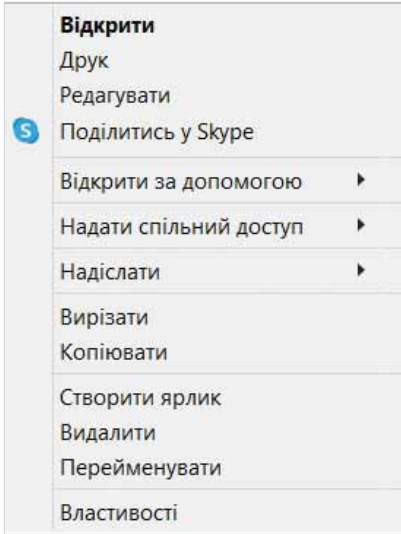 Відкрити
Друк
Редагувати
Поділитись у Skype
Відкрити за допомогою
Надати спільний доступ
Надіслати
Вирізати
Копіювати
Створити ярлик
Видалити
Перейменувати
Властивості